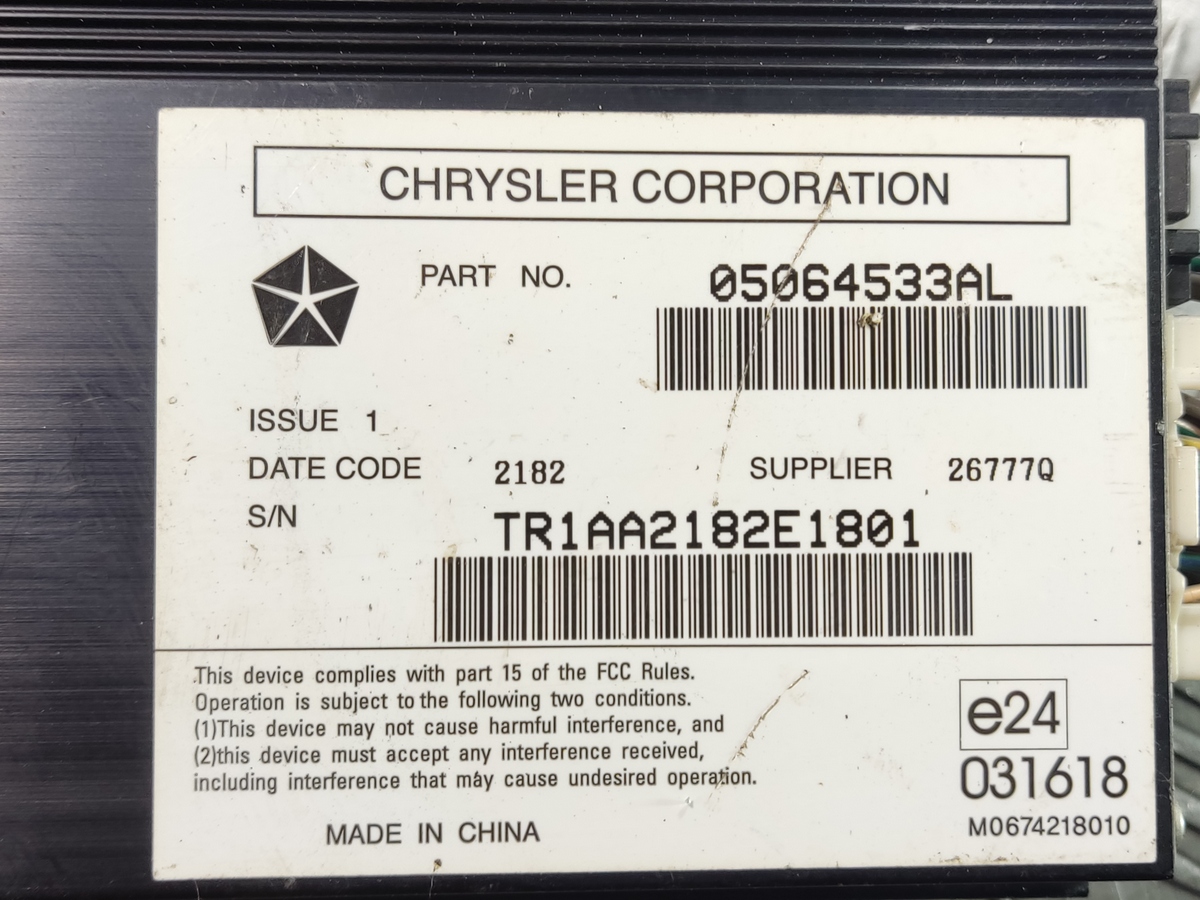 CHRYSLER CORPORATION
PART NO. 05064533AL
ISSUE 1
DATE CODE 2182 SUPPLIER 26777Q
S/N TR1AA2182E1801
This device complies with part 15 of the FCC Rules.
Operation is subject to the following two conditions.
(1)This device may not cause harmful interference, and
(2)this device must accept any interference received,
including interference that may cause undesired operation.
e24
031618
M0674218010
MADE IN CHINA